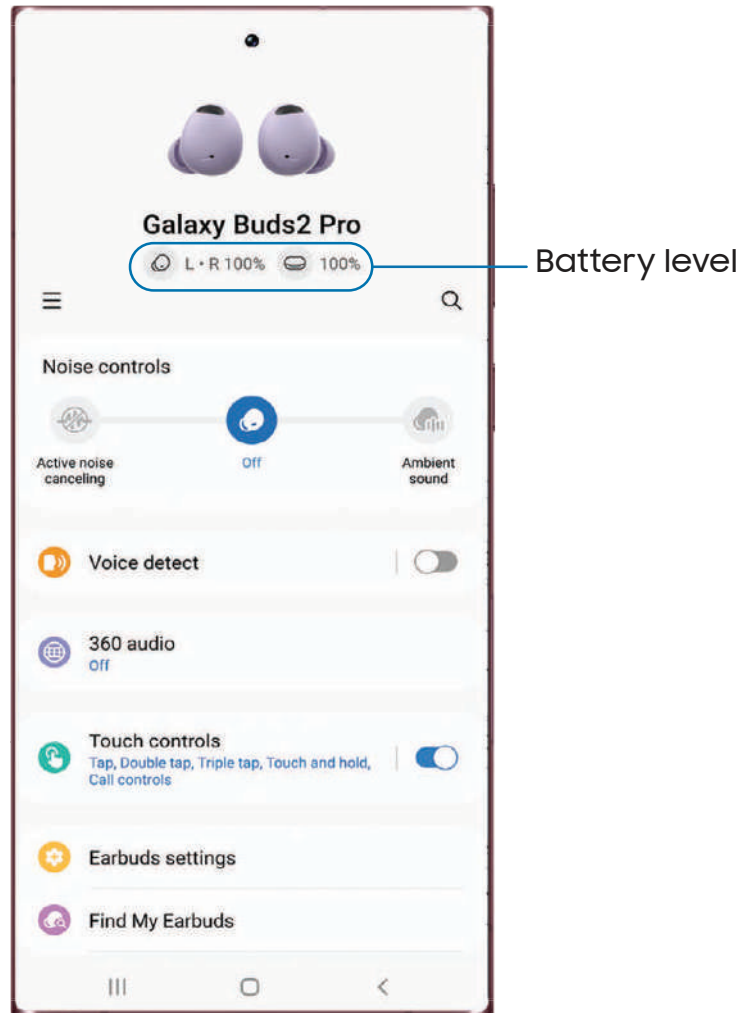 Galaxy Buds2 Pro
L • R 100% 100%
Battery level
Noise controls
Active noise
canceling
Off
Ambient
sound
Voice detect
360 audio
Off
Touch controls
Tap, Double tap, Triple tap, Touch and hold,
Call controls
Earbuds settings
Find My Earbuds